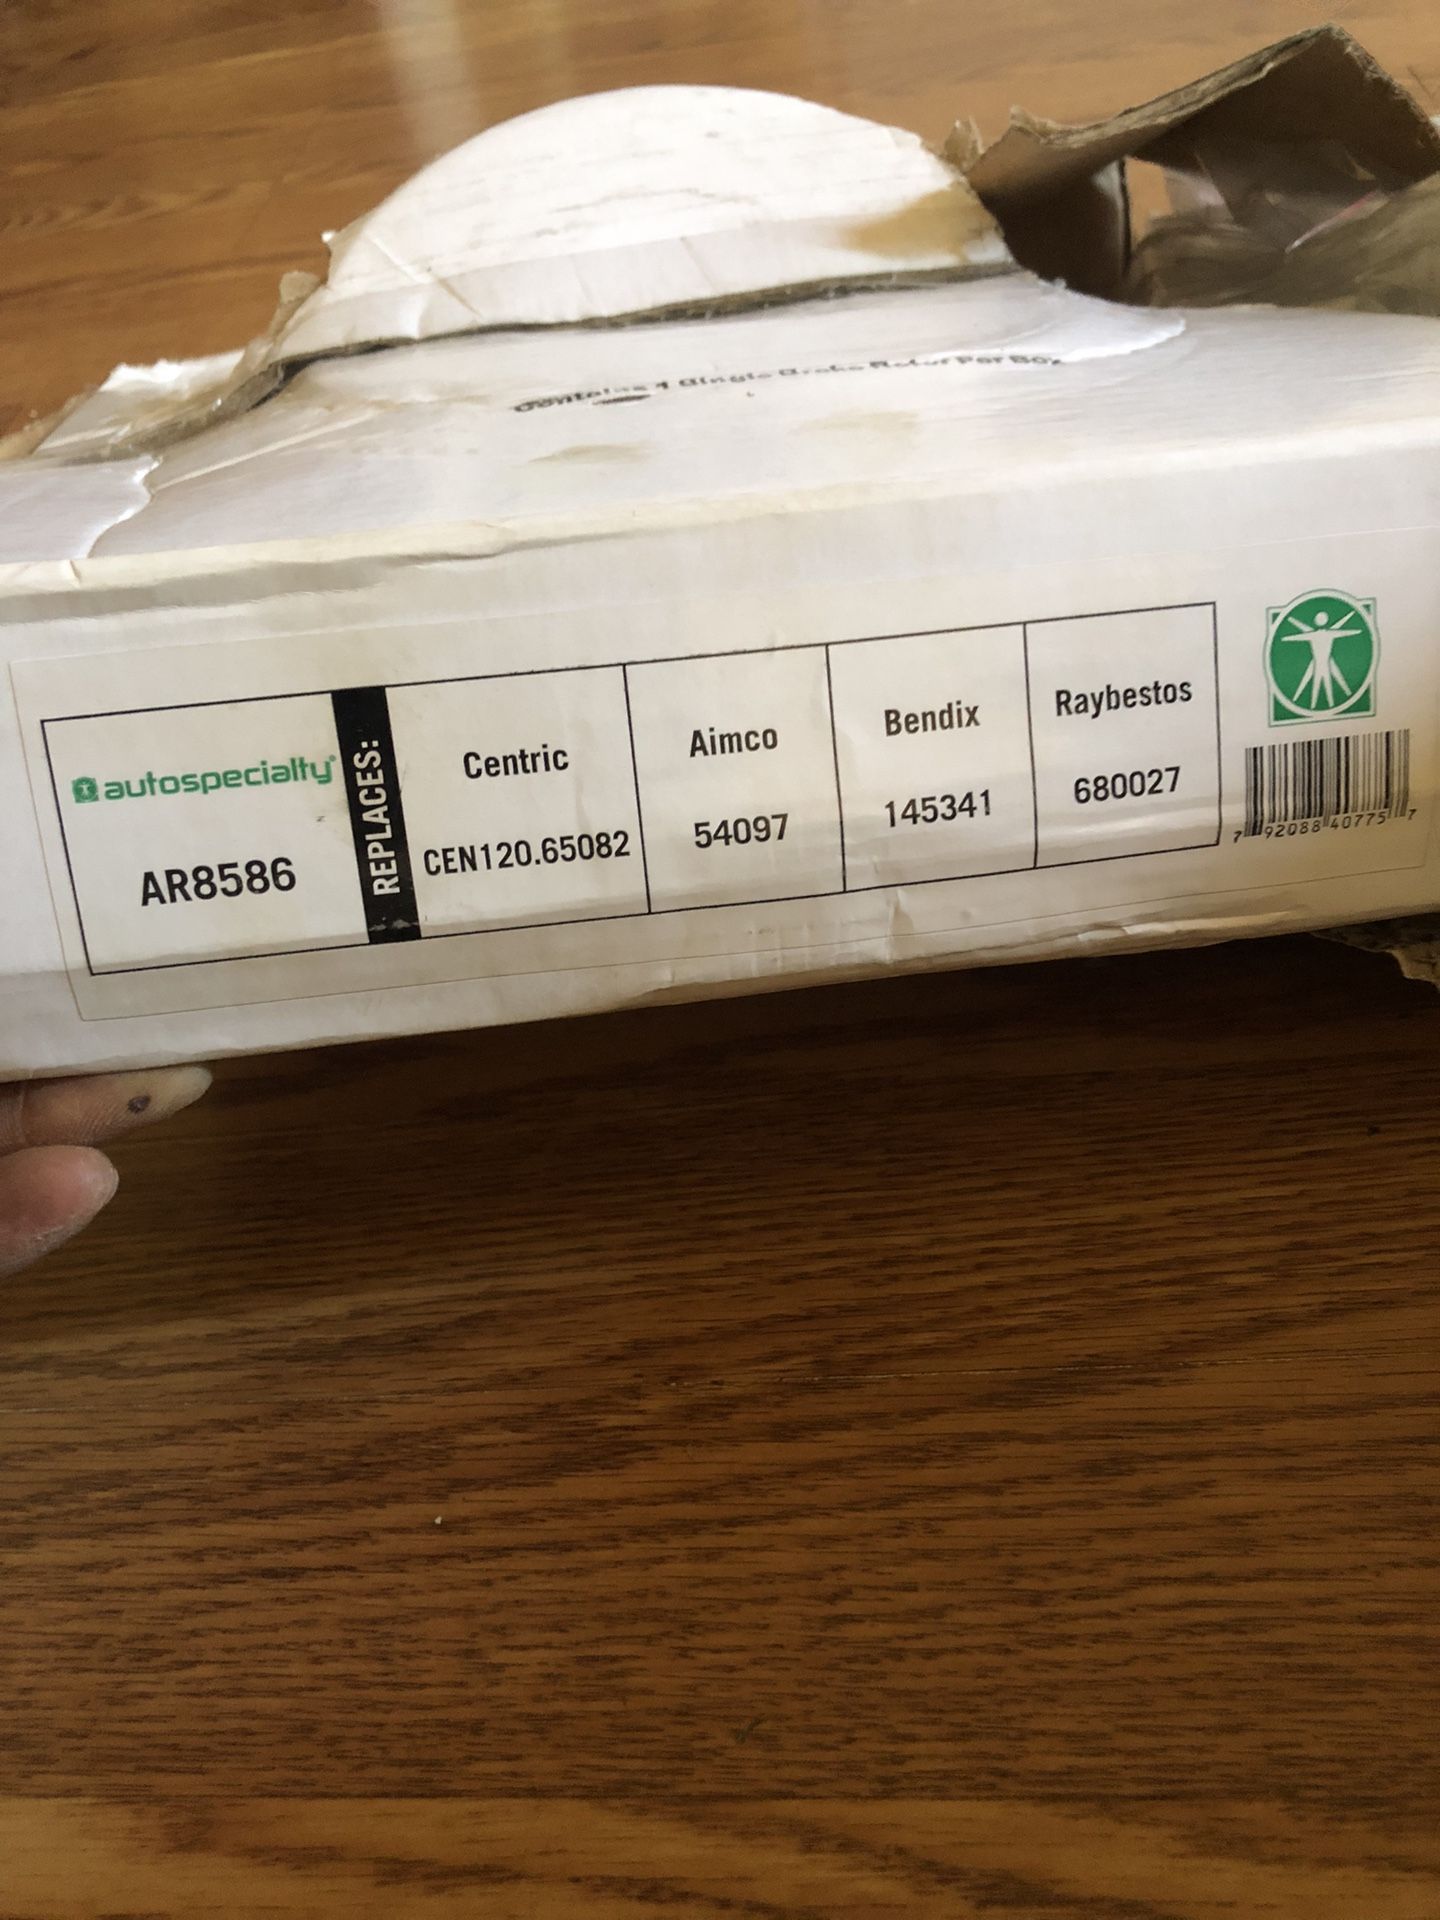 Contains 1 Single Brake Rotor Per Box
autospecialty®
AR8586
REPLACES:
Centric
CEN120.65082
Aimco
54097
Bendix
145341
Raybestos
680027
7 92088 40775 7